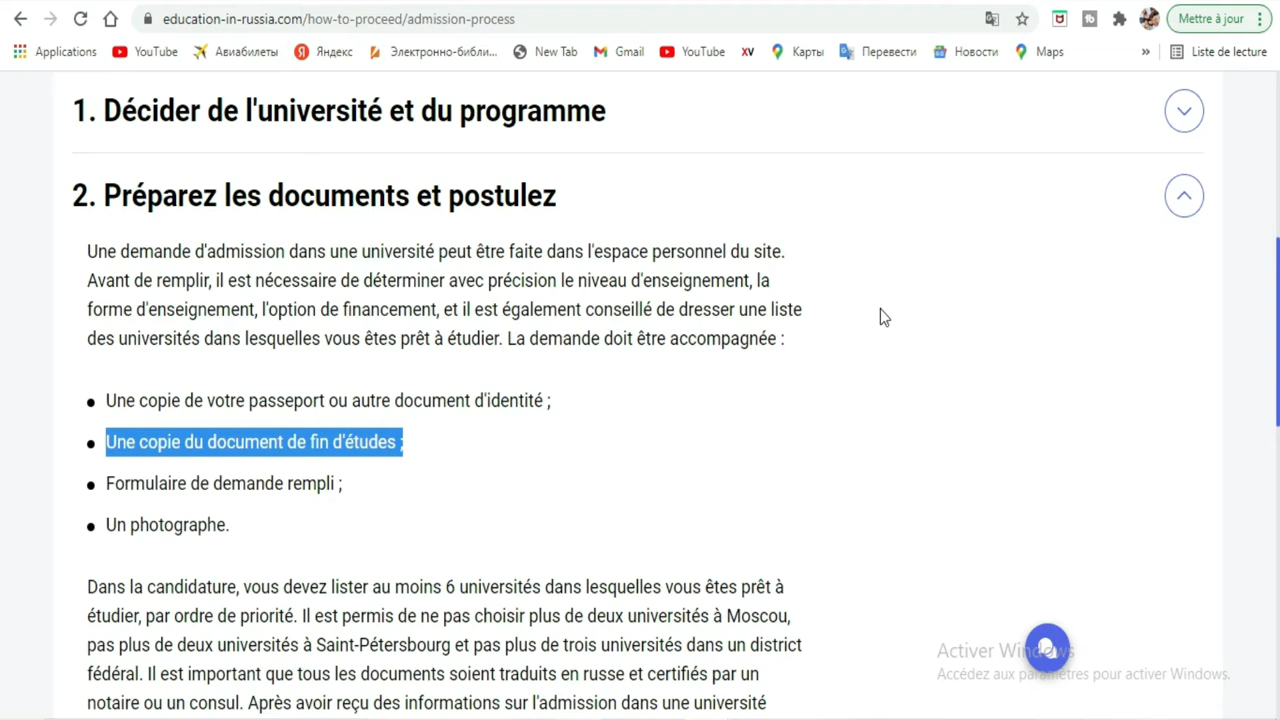 education-in-russia.com/how-to-proceed/admission-process
Mettre à jour
Applications YouTube Авиабилеты Яндекс Электронно-библи... New Tab Gmail YouTube XV Карты Перевести Новости Maps » Liste de lecture
1. Décider de l'université et du programme
2. Préparez les documents et postulez
Une demande d'admission dans une université peut être faite dans l'espace personnel du site.
Avant de remplir, il est nécessaire de déterminer avec précision le niveau d'enseignement, la
forme d'enseignement, l'option de financement, et il est également conseillé de dresser une liste
des universités dans lesquelles vous êtes prêt à étudier. La demande doit être accompagnée :
• Une copie de votre passeport ou autre document d'identité ;
• Une copie du document de fin d'études ;
• Formulaire de demande rempli ;
• Un photographe.
Dans la candidature, vous devez lister au moins 6 universités dans lesquelles vous êtes prêt à
étudier, par ordre de priorité. Il est permis de ne pas choisir plus de deux universités à Moscou,
pas plus de deux universités à Saint-Pétersbourg et pas plus de trois universités dans un district
fédéral. Il est important que tous les documents soient traduits en russe et certifiés par un
notaire ou un consul. Après avoir reçu des informations sur l'admission dans une université
Activer Windows
Accédez aux paramètres pour activer Windows.